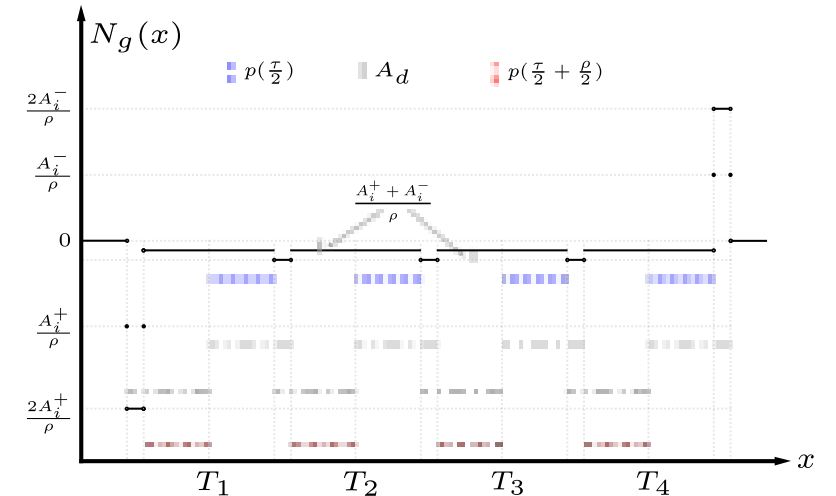 N_g(x)
p(τ/2) A_d p(τ/2 + ρ/2)
2A_i^-/ρ
A_i^-/ρ
(A_i^+ + A_i^-)/ρ
0
A_i^+/ρ
2A_i^+/ρ
x
T_1 T_2 T_3 T_4